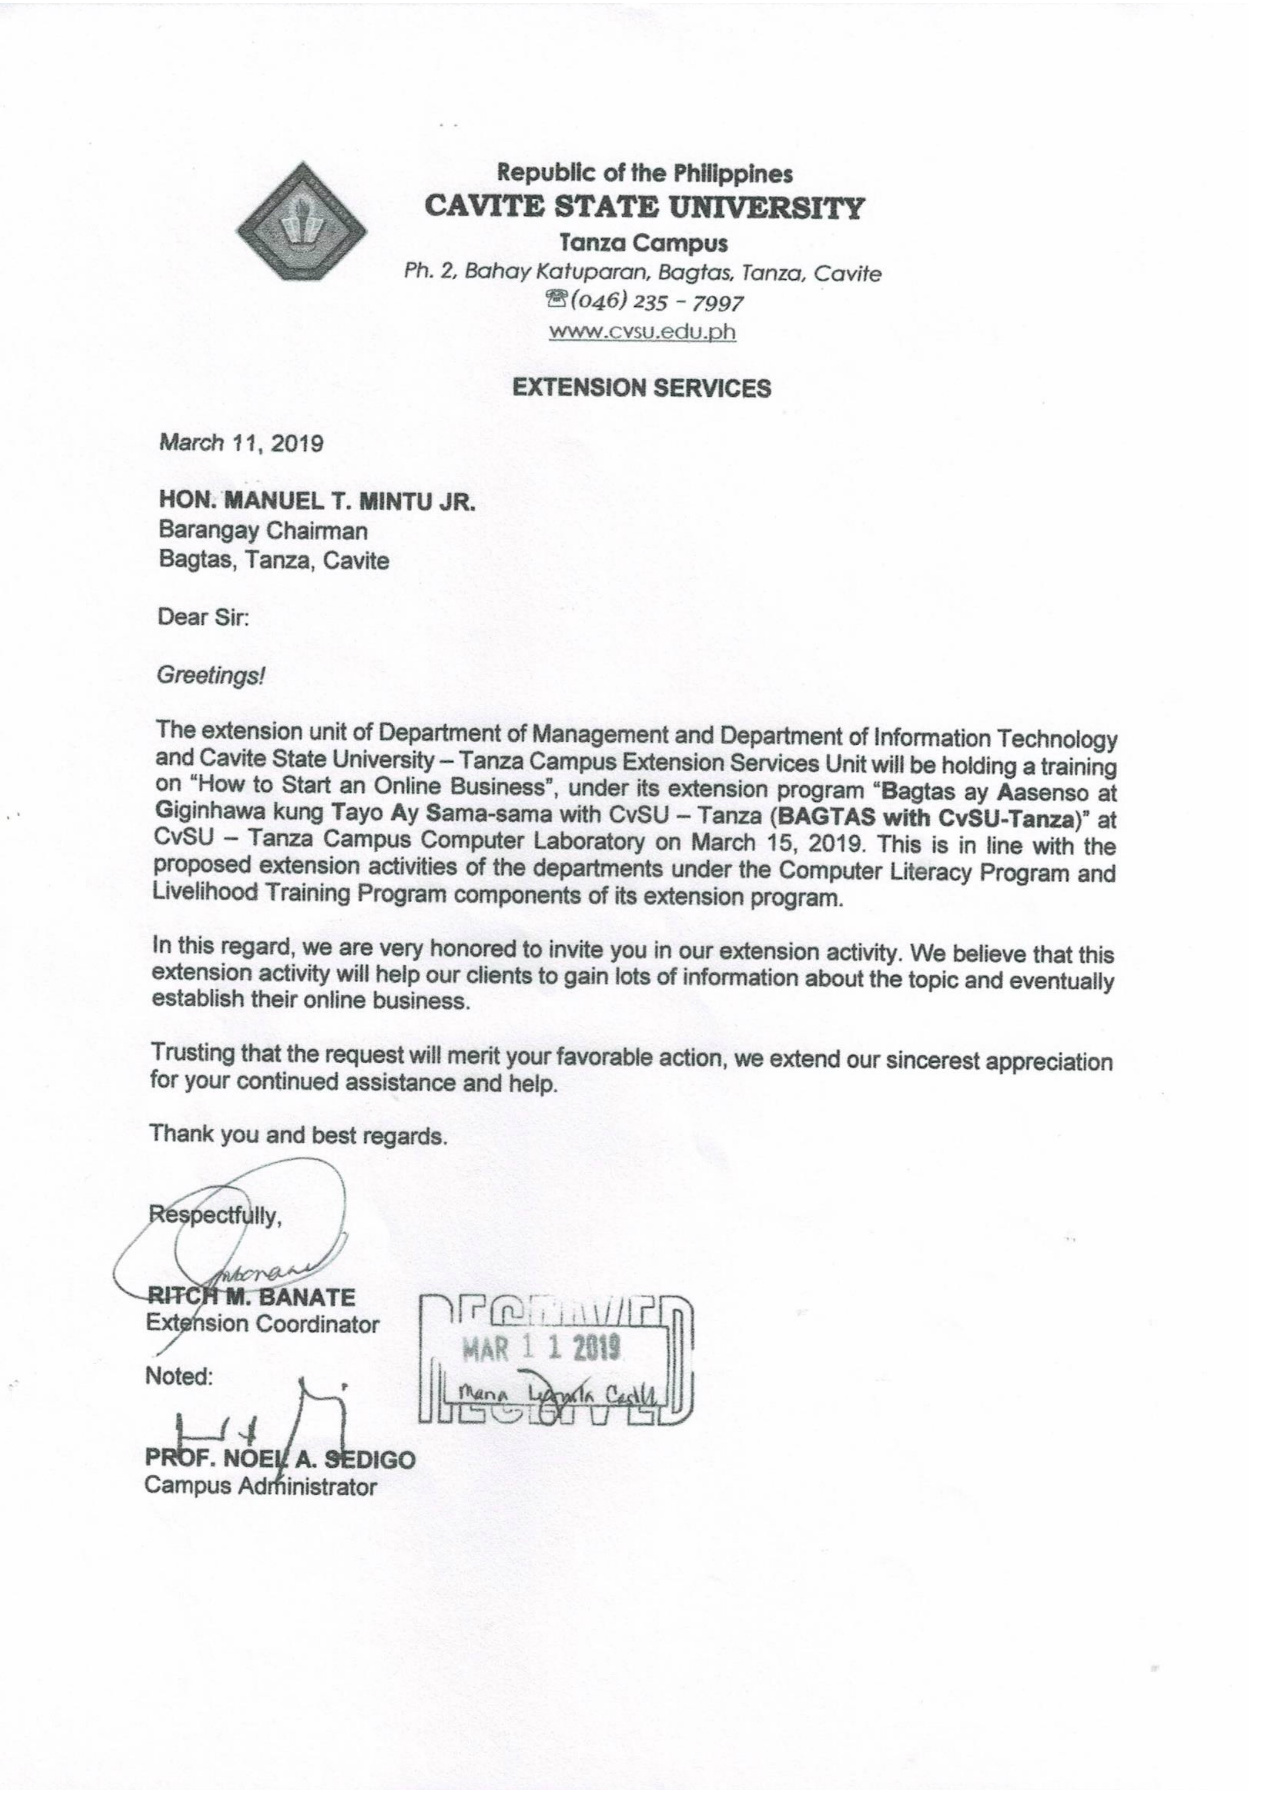 Republic of the Philippines
CAVITE STATE UNIVERSITY
Tanza Campus
Ph. 2, Bahay Katuparan, Bagtas, Tanza, Cavite
☎(046) 235 - 7997
www.cvsu.edu.ph
EXTENSION SERVICES
March 11, 2019
HON. MANUEL T. MINTU JR.
Barangay Chairman
Bagtas, Tanza, Cavite
Dear Sir:
Greetings!
The extension unit of Department of Management and Department of Information Technology
and Cavite State University – Tanza Campus Extension Services Unit will be holding a training
on “How to Start an Online Business”, under its extension program “Bagtas ay Aasenso at
Giginhawa kung Tayo Ay Sama-sama with CvSU – Tanza (BAGTAS with CvSU-Tanza)” at
CvSU – Tanza Campus Computer Laboratory on March 15, 2019. This is in line with the
proposed extension activities of the departments under the Computer Literacy Program and
Livelihood Training Program components of its extension program.
In this regard, we are very honored to invite you in our extension activity. We believe that this
extension activity will help our clients to gain lots of information about the topic and eventually
establish their online business.
Trusting that the request will merit your favorable action, we extend our sincerest appreciation
for your continued assistance and help.
Thank you and best regards.
Respectfully,
RITCH M. BANATE
Extension Coordinator
RECEIVED
MAR 11 2019
Noted:
PROF. NOEL A. SEDIGO
Campus Administrator